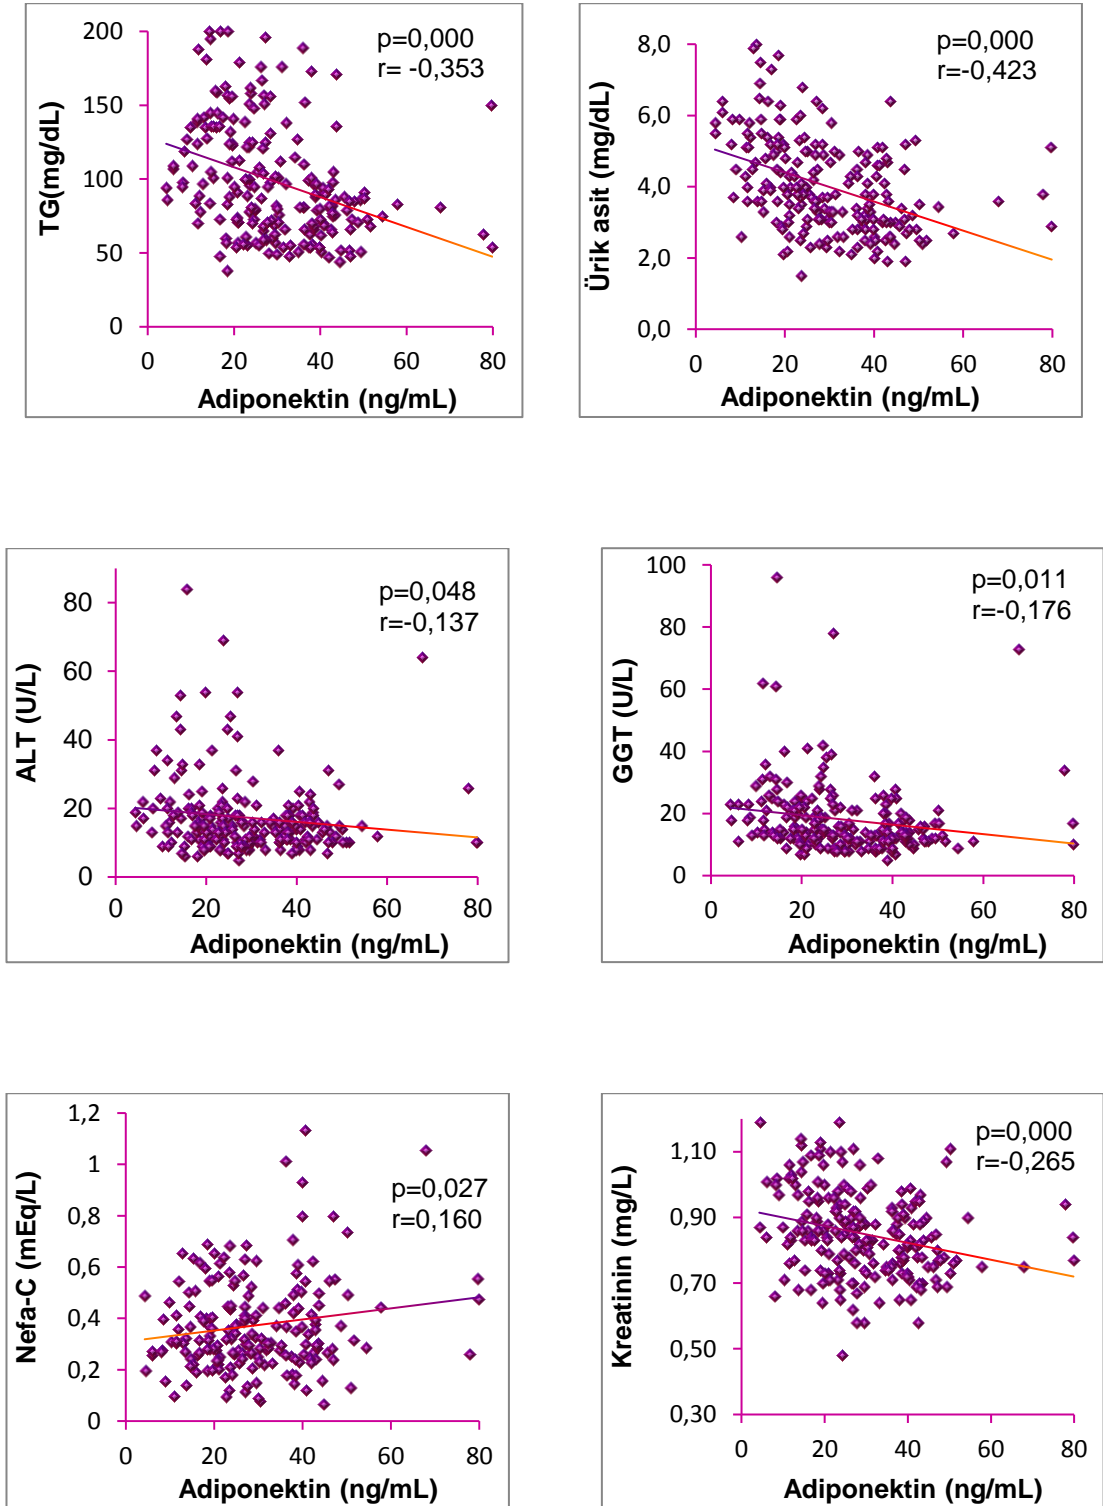 200
150
100
50
0
0 20 40 60 80
TG(mg/dL)
Adiponektin (ng/mL)
p=0,000
r= -0,353
8,0
6,0
4,0
2,0
0,0
0 20 40 60 80
Ürik asit (mg/dL)
Adiponektin (ng/mL)
p=0,000
r=-0,423
80
60
40
20
0
0 20 40 60 80
ALT (U/L)
Adiponektin (ng/mL)
p=0,048
r=-0,137
100
80
60
40
20
0
0 20 40 60 80
GGT (U/L)
Adiponektin (ng/mL)
p=0,011
r=-0,176
1,2
1
0,8
0,6
0,4
0,2
0
0 20 40 60 80
Nefa-C (mEq/L)
Adiponektin (ng/mL)
p=0,027
r=0,160
1,10
0,90
0,70
0,50
0,30
0 20 40 60 80
Kreatinin (mg/L)
Adiponektin (ng/mL)
p=0,000
r=-0,265